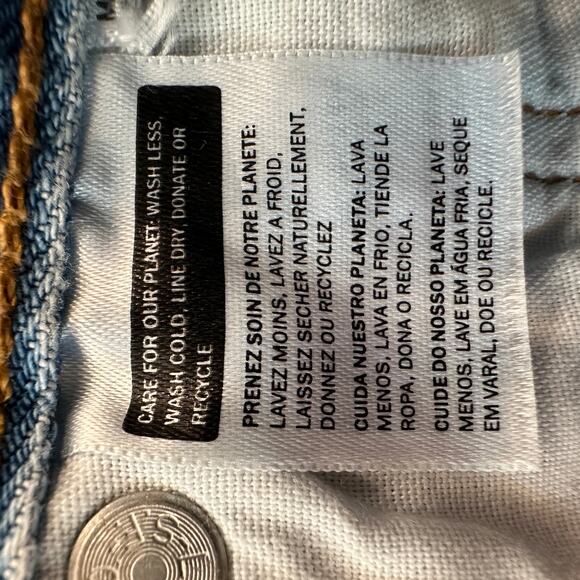 CARE FOR OUR PLANET: WASH LESS,
WASH COLD, LINE DRY, DONATE OR
RECYCLE
PRENEZ SOIN DE NOTRE PLANETE:
LAVEZ MOINS, LAVEZ A FROID,
LAISSEZ SECHER NATURELLEMENT,
DONNEZ OU RECYCLEZ
CUIDA NUESTRO PLANETA: LAVA
MENOS, LAVA EN FRIO, TIENDE LA
ROPA, DONA O RECICLA.
CUIDE DO NOSSO PLANETA: LAVE
MENOS, LAVE EM ÁGUA FRIA, SEQUE
EM VARAL, DOE OU RECICLE.